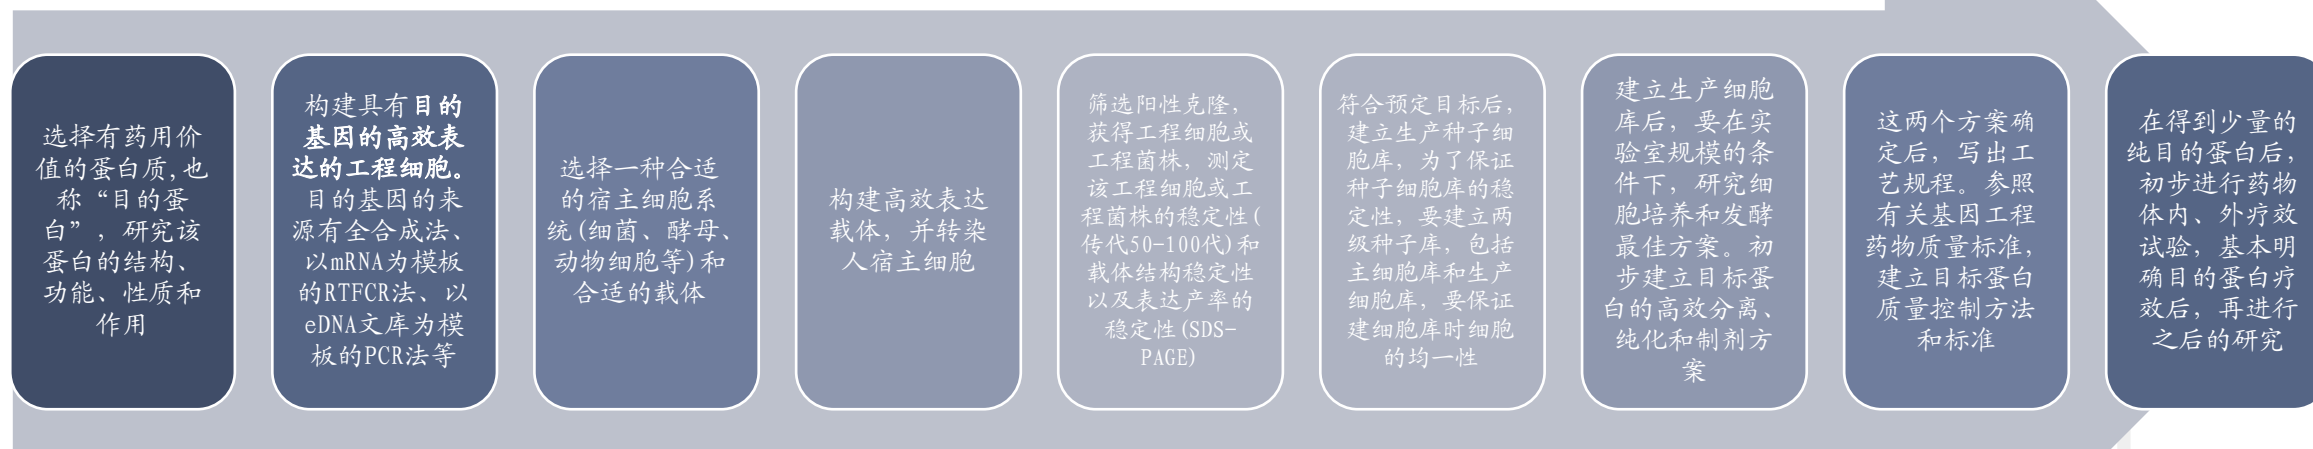 选择有药用价
值的蛋白质,也
称“目的蛋
白”，研究该
蛋白的结构、
功能、性质和
作用
构建具有目的
基因的高效表
达的工程细胞。
目的基因的来
源有全合成法、
以mRNA为模板
的RTFCR法、以
eDNA文库为模
板的PCR法等
选择一种合适
的宿主细胞系
统(细菌、酵母、
动物细胞等)和
合适的载体
构建高效表达
载体，并转染
人宿主细胞
筛选阳性克隆，
获得工程细胞或
工程菌株，测定
该工程细胞或工
程菌株的稳定性(
传代50-100代)和
载体结构稳定性
以及表达产率的
稳定性(SDS-
PAGE)
符合预定目标后，
建立生产种子细
胞库，为了保证
种子细胞库的稳
定性，要建立两
级种子库，包括
主细胞库和生产
细胞库，要保证
建细胞库时细胞
的均一性
建立生产细胞
库后，要在实
验室规模的条
件下，研究细
胞培养和发酵
最佳方案。初
步建立目标蛋
白的高效分离、
纯化和制剂方
案
这两个方案确
定后，写出工
艺规程。参照
有关基因工程
药物质量标准，
建立目标蛋白
质量控制方法
和标准
在得到少量的
纯目的蛋白后，
初步进行药物
体内、外疗效
试验，基本明
确目的蛋白疗
效后，再进行
之后的研究